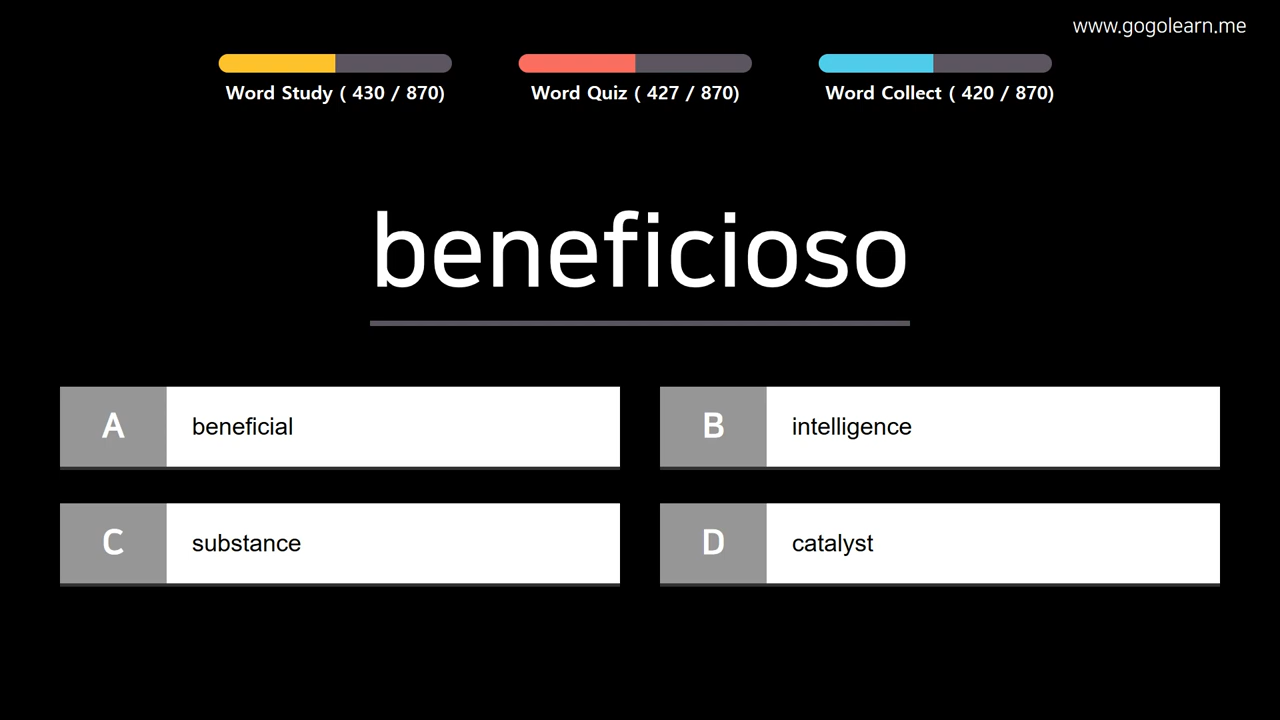 www.gogolearn.me
Word Study ( 430 / 870)
Word Quiz ( 427 / 870)
Word Collect ( 420 / 870)
beneficioso
A beneficial
B intelligence
C substance
D catalyst